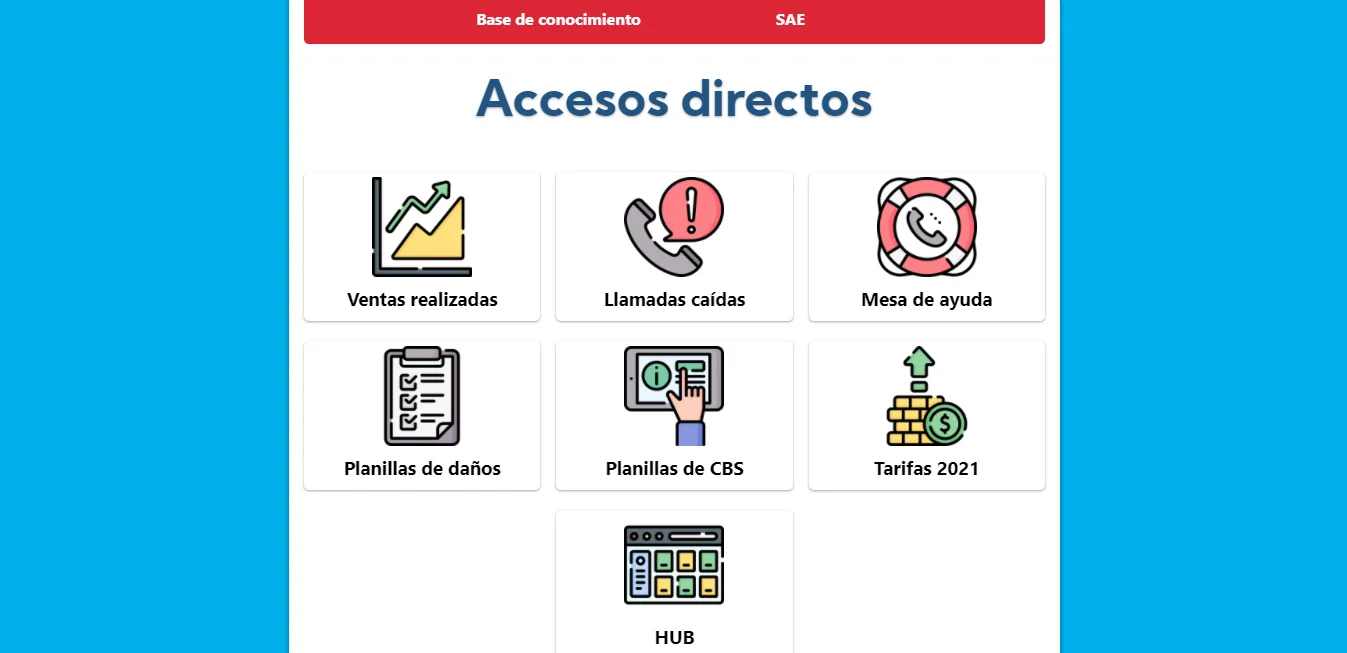 Base de conocimiento SAE
Accesos directos
Ventas realizadas
Llamadas caídas
Mesa de ayuda
Planillas de daños
Planillas de CBS
Tarifas 2021
HUB